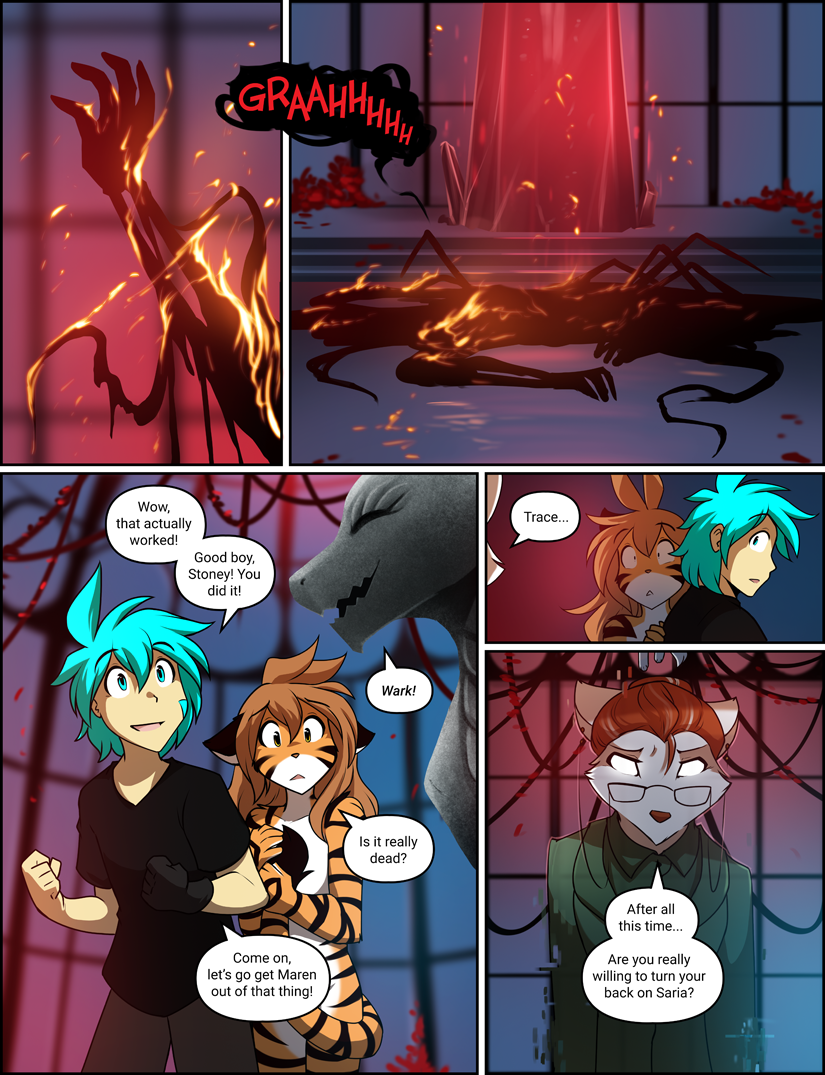 GRAAHHHHH
Wow,
that actually
worked!
Good boy,
Stoney! You
did it!
Wark!
Is it really
dead?
Come on,
let's go get Maren
out of that thing!
Trace...
After all
this time...
Are you really
willing to turn your
back on Saria?